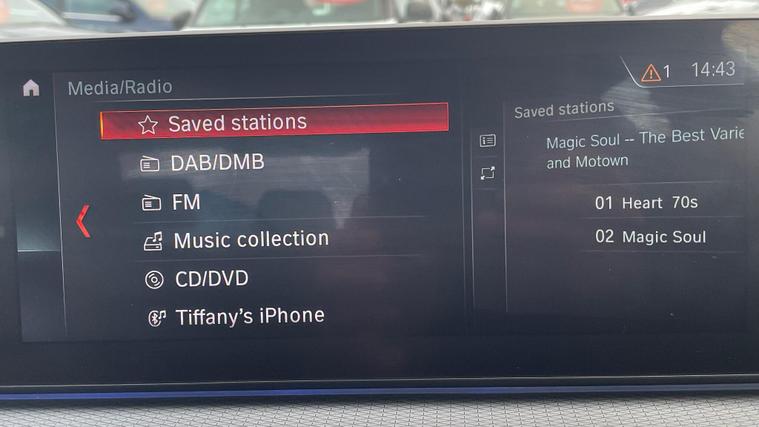 1 14:43
Media/Radio
Saved stations
DAB/DMB
FM
Music collection
CD/DVD
Tiffany's iPhone
Saved stations
Magic Soul -- The Best Varie
and Motown
01 Heart 70s
02 Magic Soul